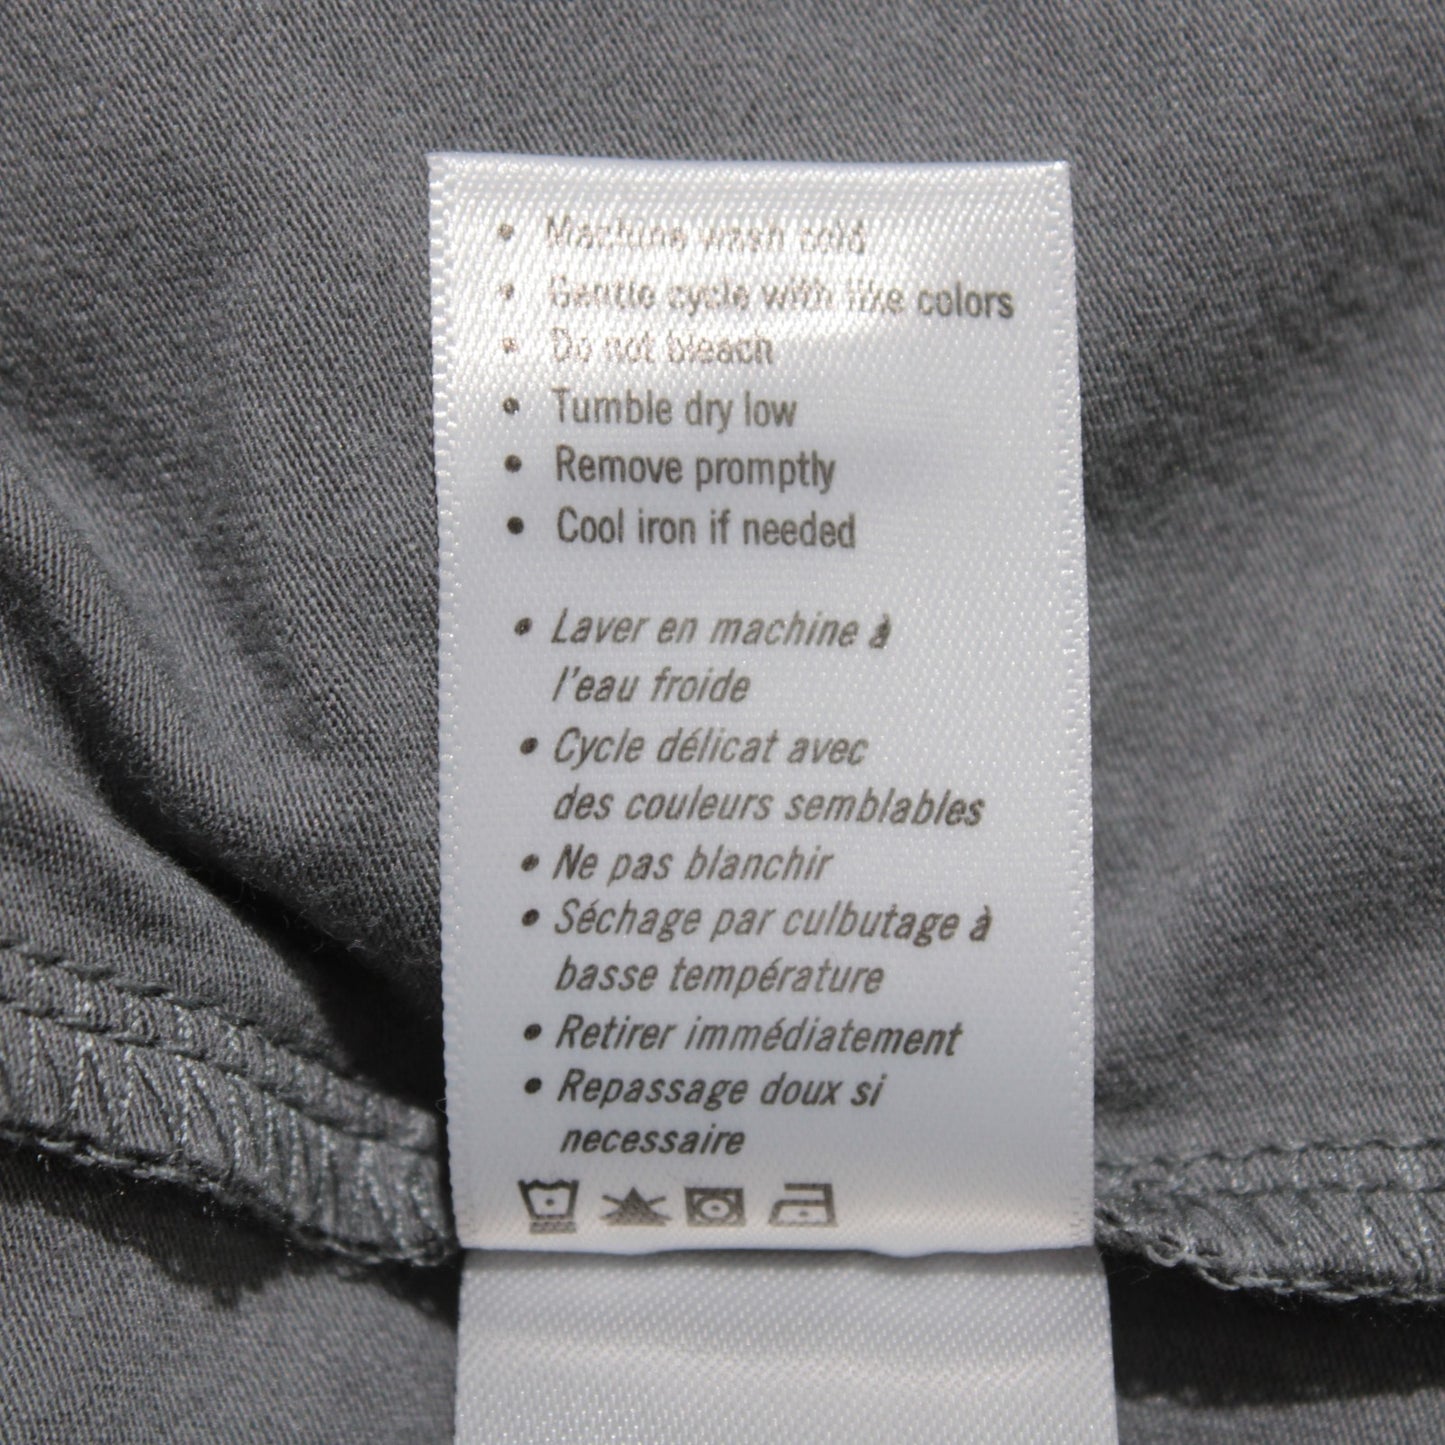 • Machine wash cold
• Gentle cycle with like colors
• Do not bleach
• Tumble dry low
• Remove promptly
• Cool iron if needed
• Laver en machine à
l'eau froide
• Cycle délicat avec
des couleurs semblables
• Ne pas blanchir
• Séchage par culbutage à
basse température
• Retirer immédiatement
• Repassage doux si
necessaire